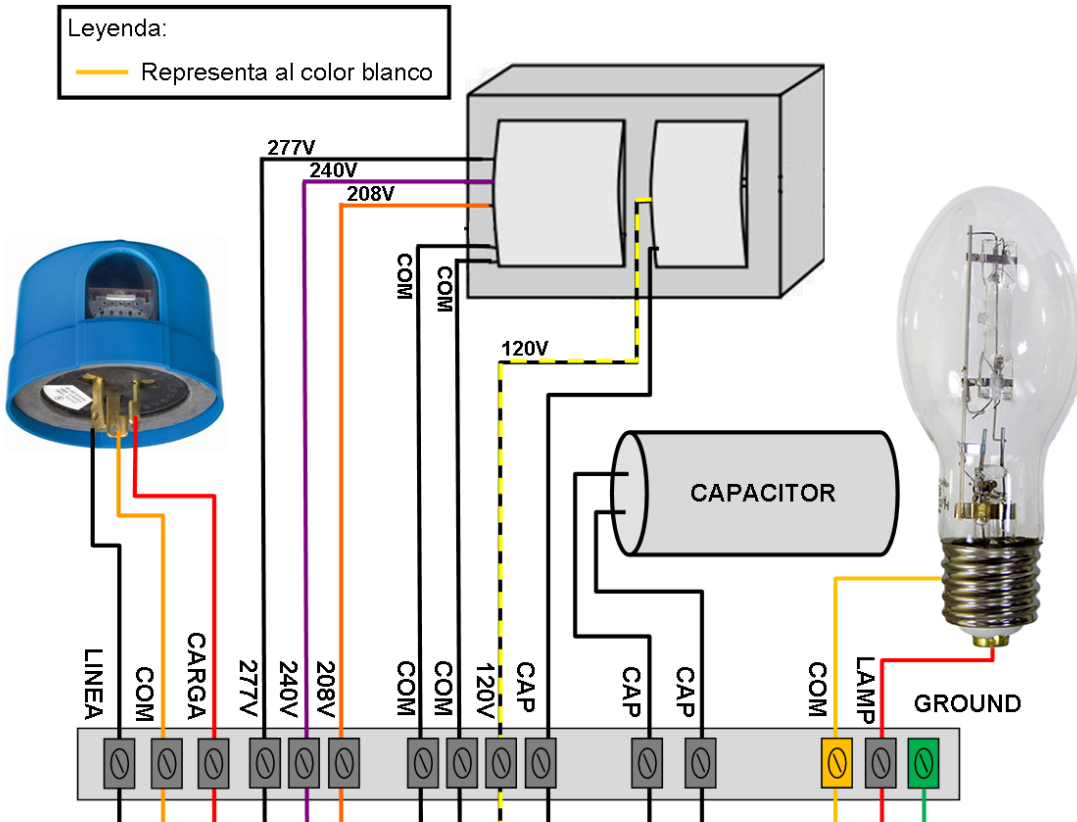 Leyenda:
Representa al color blanco
277V
240V
208V
COM
COM
120V
CAPACITOR
LINEA
COM
CARGA
277V
240V
208V
COM
COM
120V
CAP
CAP
CAP
COM
LAMP
GROUND